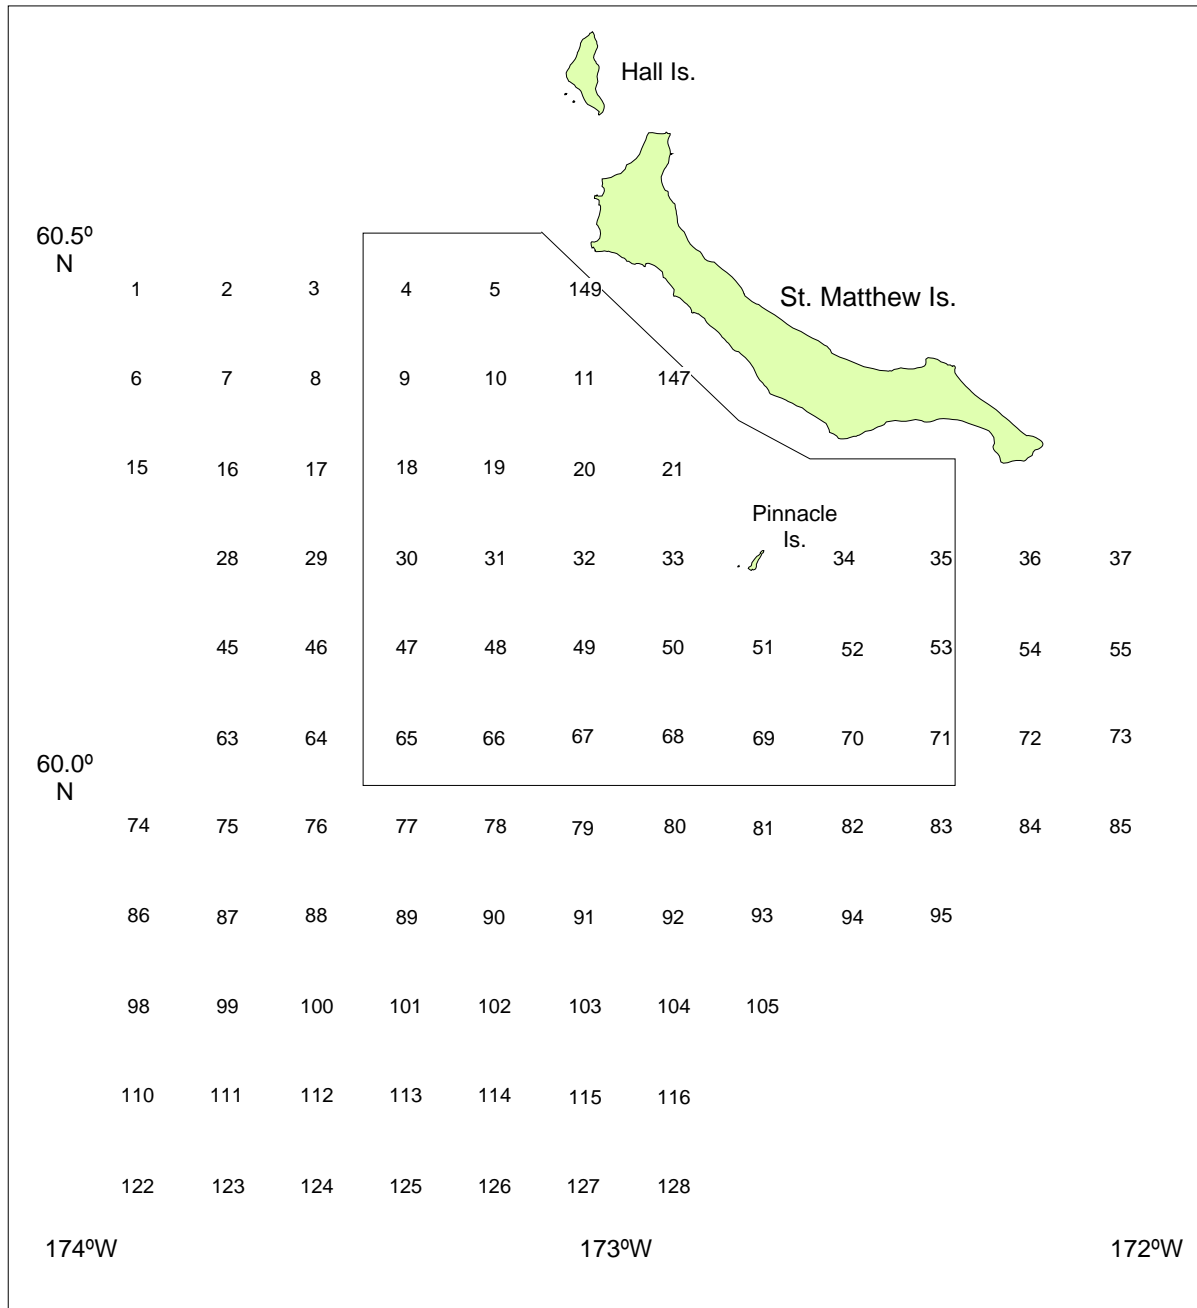 Hall Is.
60.5º
N
St. Matthew Is.
1 2 3 4 5 149
6 7 8 9 10 11 147
15 16 17 18 19 20 21
Pinnacle
Is.
28 29 30 31 32 33 34 35 36 37
45 46 47 48 49 50 51 52 53 54 55
63 64 65 66 67 68 69 70 71 72 73
60.0º
N
74 75 76 77 78 79 80 81 82 83 84 85
86 87 88 89 90 91 92 93 94 95
98 99 100 101 102 103 104 105
110 111 112 113 114 115 116
122 123 124 125 126 127 128
174ºW 173ºW 172ºW